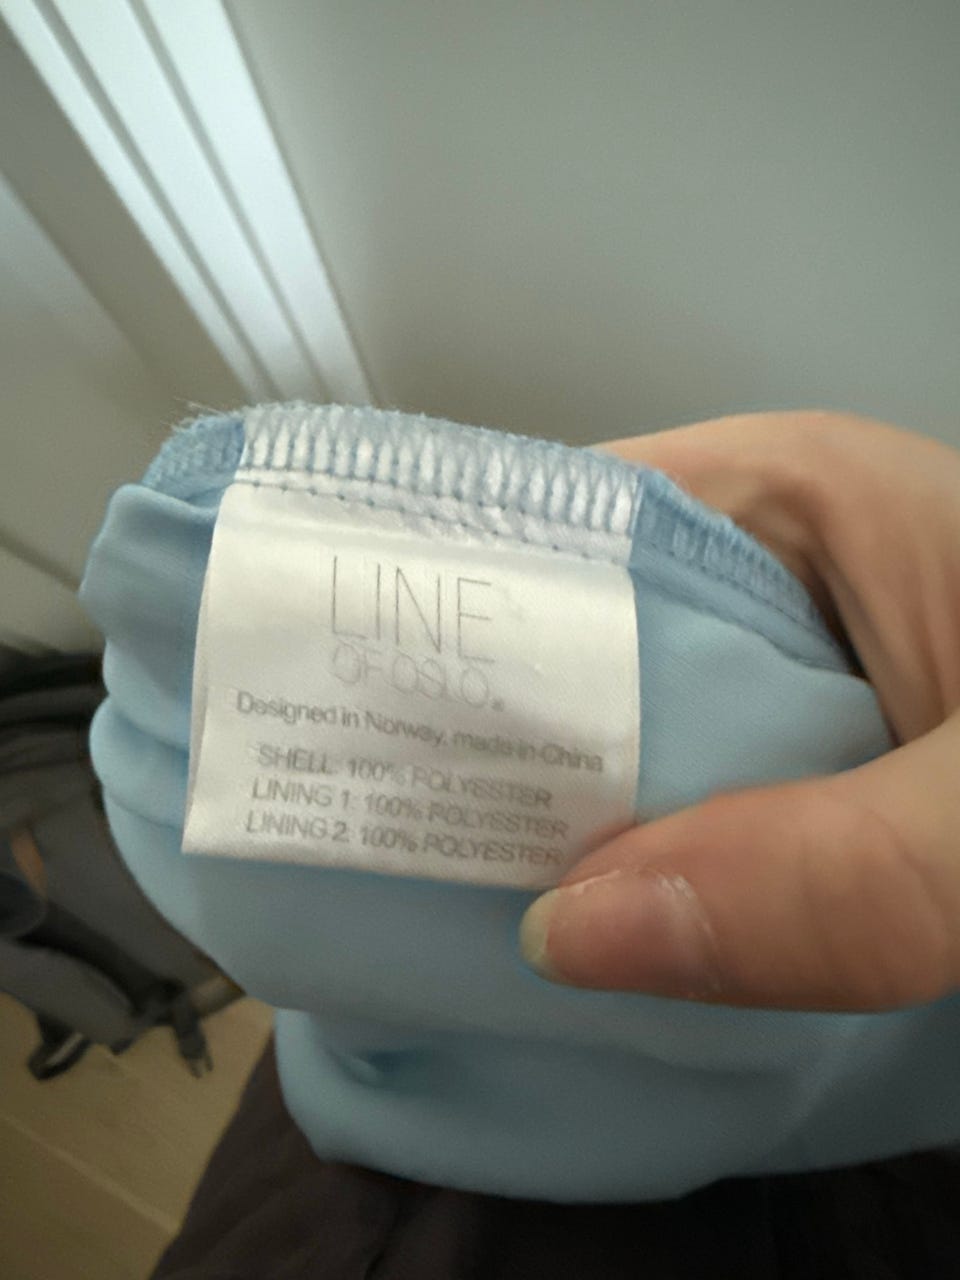 LINE
OF OSLO®
Designed in Norway, made in China
SHELL: 100% POLYESTER
LINING 1: 100% POLYESTER
LINING 2: 100% POLYESTER